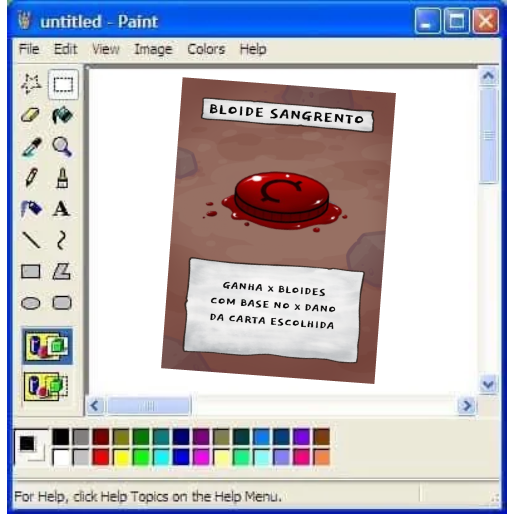 untitled - Paint
File Edit View Image Colors Help
BLOIDE SANGRENTO
GANHA X BLOIDES
COM BASE NO X DANO
DA CARTA ESCOLHIDA
A
For Help, click Help Topics on the Help Menu.